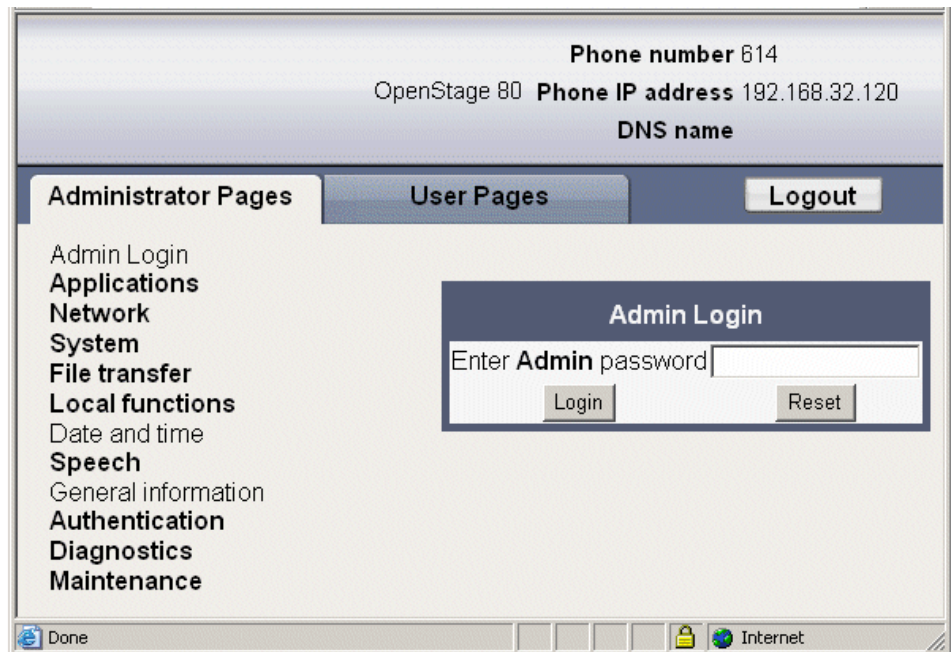 Phone number 614
OpenStage 80 Phone IP address 192.168.32.120
DNS name
Administrator Pages
User Pages
Logout
Admin Login
Applications
Network
System
File transfer
Local functions
Date and time
Speech
General information
Authentication
Diagnostics
Maintenance
Admin Login
Enter Admin password
Login
Reset
Done
Internet